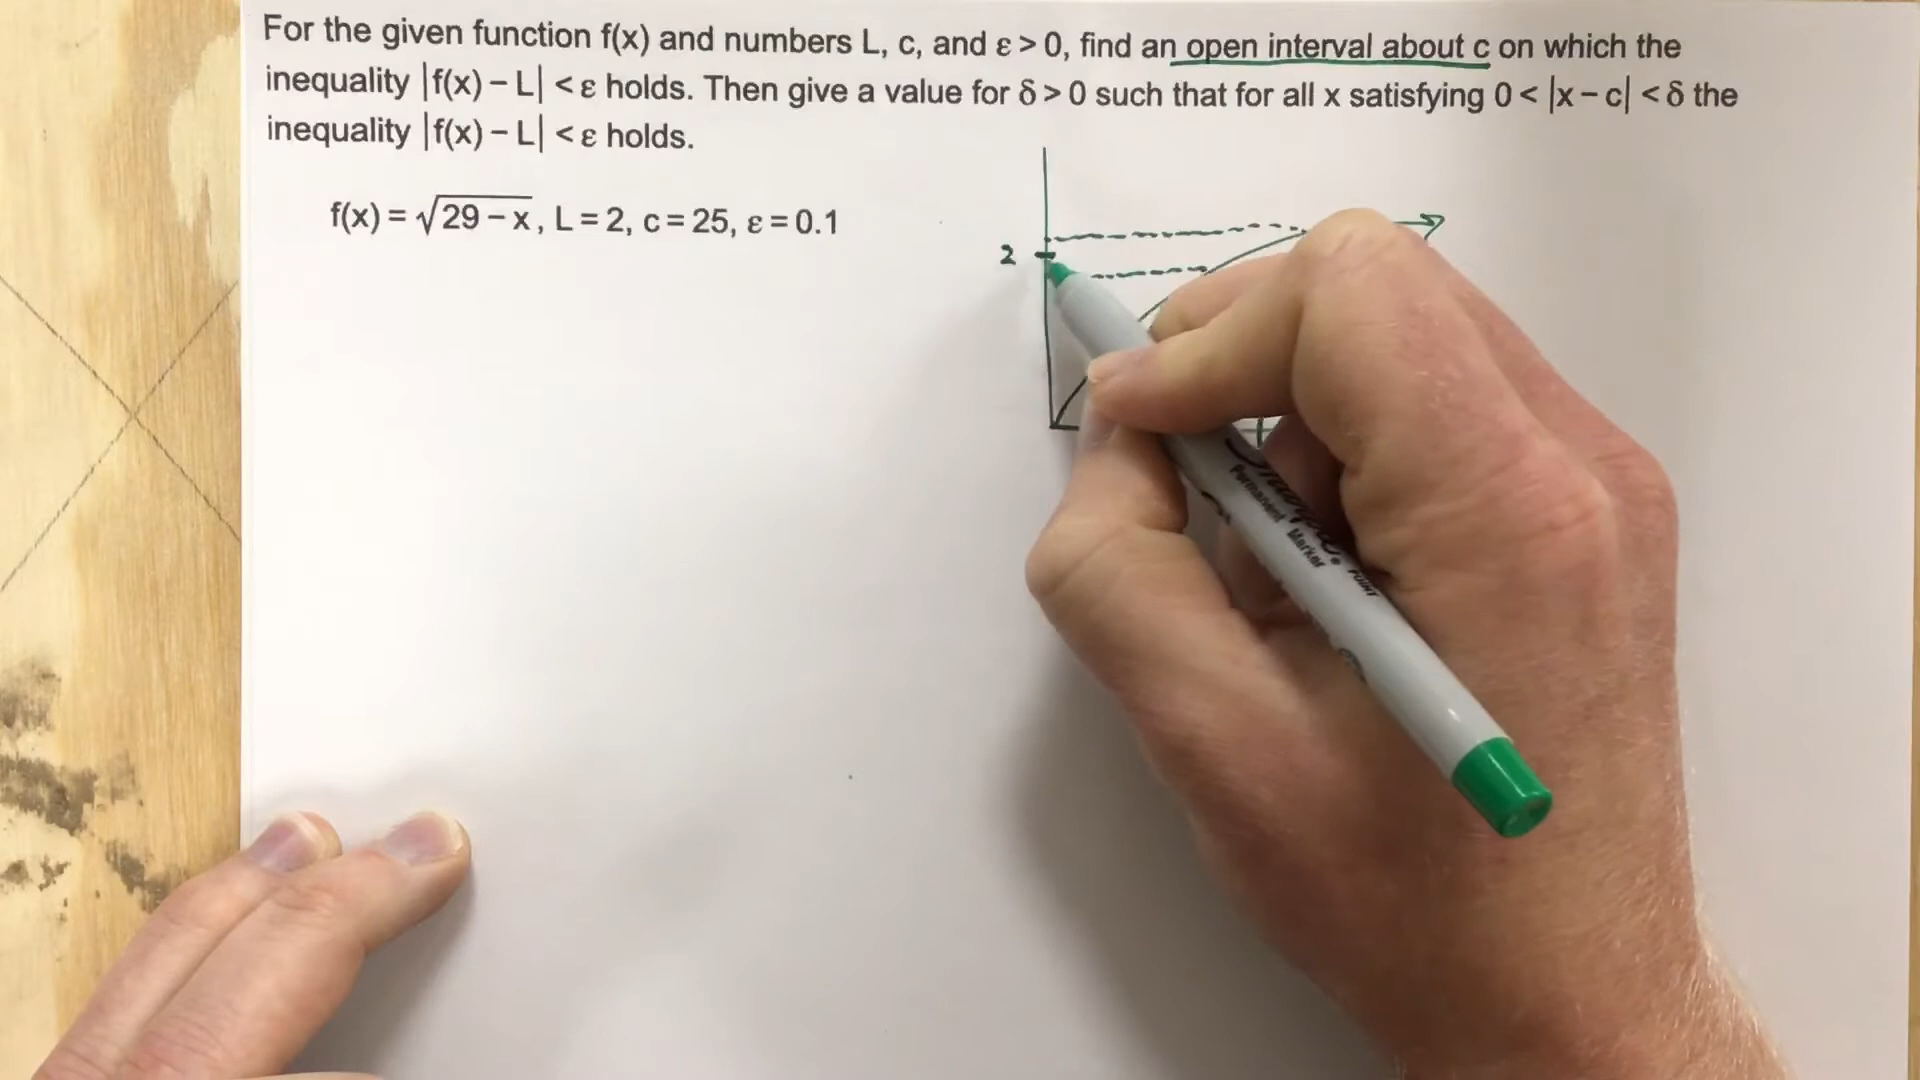 For the given function f(x) and numbers L, c, and ε > 0, find an open interval about c on which the
inequality |f(x) − L| < ε holds. Then give a value for δ > 0 such that for all x satisfying 0 < |x − c| < δ the
inequality |f(x) − L| < ε holds.
f(x) = √29 − x, L = 2, c = 25, ε = 0.1
2
Permanent Marker
POINT